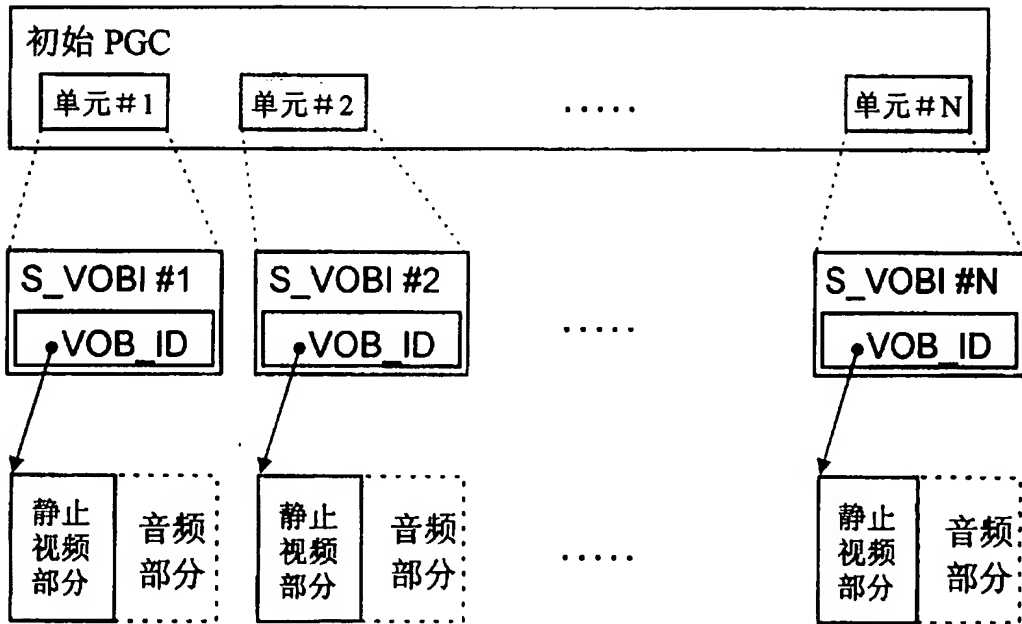 初始 PGC
单元#1 单元#2 ..... 单元#N
S_VOBI #1 S_VOBI #2 S_VOBI #N
.....
VOB_ID VOB_ID VOB_ID
静止 静止 静止
视频 音频 视频 音频 ..... 视频 音频
部分 部分 部分 部分 部分 部分